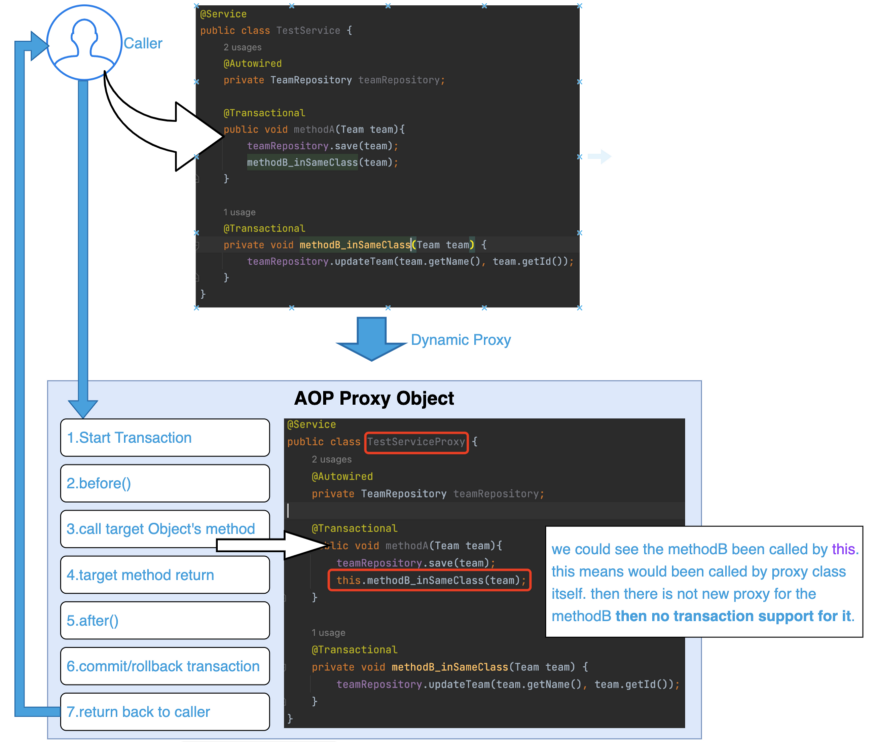 Caller
@Service
public class TestService {
2 usages
@Autowired
private TeamRepository teamRepository;
@Transactional
public void methodA(Team team){
teamRepository.save(team);
methodB_inSameClass(team);
}
1 usage
@Transactional
private void methodB_inSameClass(Team team) {
teamRepository.updateTeam(team.getName(), team.getId());
}
}
Dynamic Proxy
AOP Proxy Object
1.Start Transaction
2.before()
3.call target Object's method
4.target method return
5.after()
6.commit/rollback transaction
7.return back to caller
@Service
public class TestServiceProxy {
2 usages
@Autowired
private TeamRepository teamRepository;
@Transactional
blic void methodA(Team team){
teamRepository.save(team);
this.methodB_inSameClass(team);
}
1 usage
@Transactional
private void methodB_inSameClass(Team team) {
teamRepository.updateTeam(team.getName(), team.getId());
}
}
we could see the methodB been called by this.
this means would been called by proxy class
itself. then there is not new proxy for the
methodB then no transaction support for it.